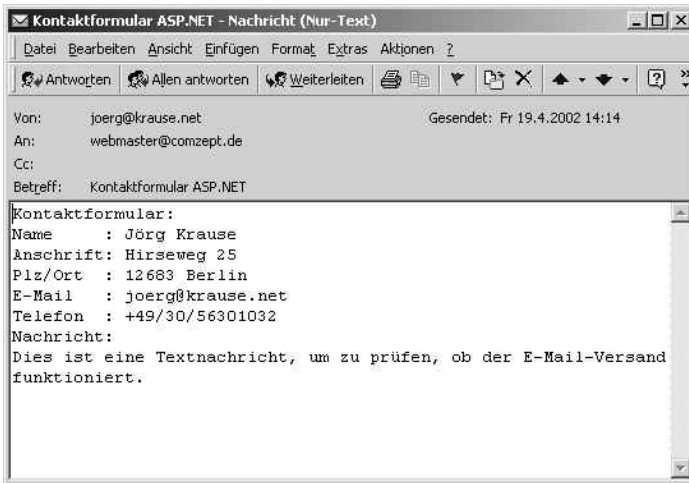 Kontaktformular ASP.NET - Nachricht (Nur-Text)
Datei Bearbeiten Ansicht Einfügen Format Extras Aktionen ?
Antworten Allen antworten Weiterleiten
Von: joerg@krause.net Gesendet: Fr 19.4.2002 14:14
An: webmaster@comzept.de
Cc:
Betreff: Kontaktformular ASP.NET
Kontaktformular:
Name : Jörg Krause
Anschrift: Hirseweg 25
Plz/Ort : 12683 Berlin
E-Mail : joerg@krause.net
Telefon : +49/30/56301032
Nachricht:
Dies ist eine Textnachricht, um zu prüfen, ob der E-Mail-Versand
funktioniert.